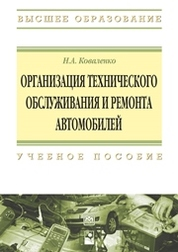 ВЫСШЕЕ ОБРАЗОВАНИЕ
Н.А. Коваленко
ОРГАНИЗАЦИЯ ТЕХНИЧЕСКОГО
ОБСЛУЖИВАНИЯ И РЕМОНТА
АВТОМОБИЛЕЙ
УЧЕБНОЕ ПОСОБИЕ